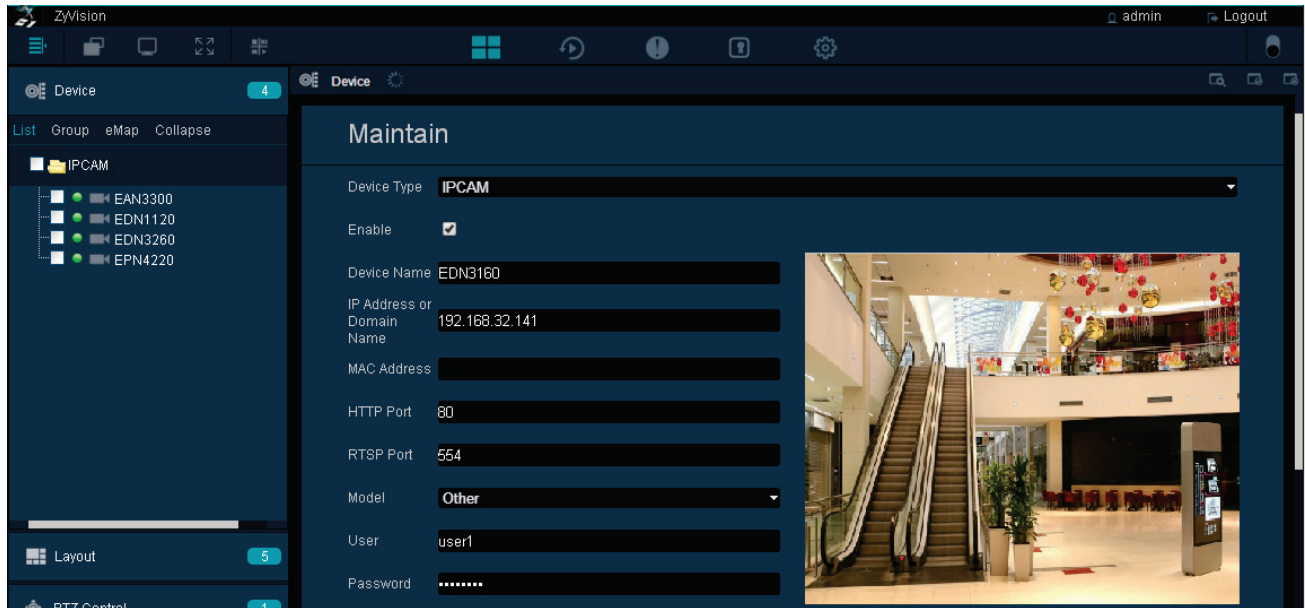 ZyVision
admin
Logout
Device
4
Device
List Group eMap Collapse
Maintain
IPCAM
EAN3300
EDN1120
EDN3260
EPN4220
Device Type IPCAM
Enable
Device Name EDN3160
IP Address or
Domain
Name
192.168.32.141
MAC Address
HTTP Port 80
RTSP Port 554
Model Other
User user1
Password ••••••••
Layout
5
PTZ Control
1